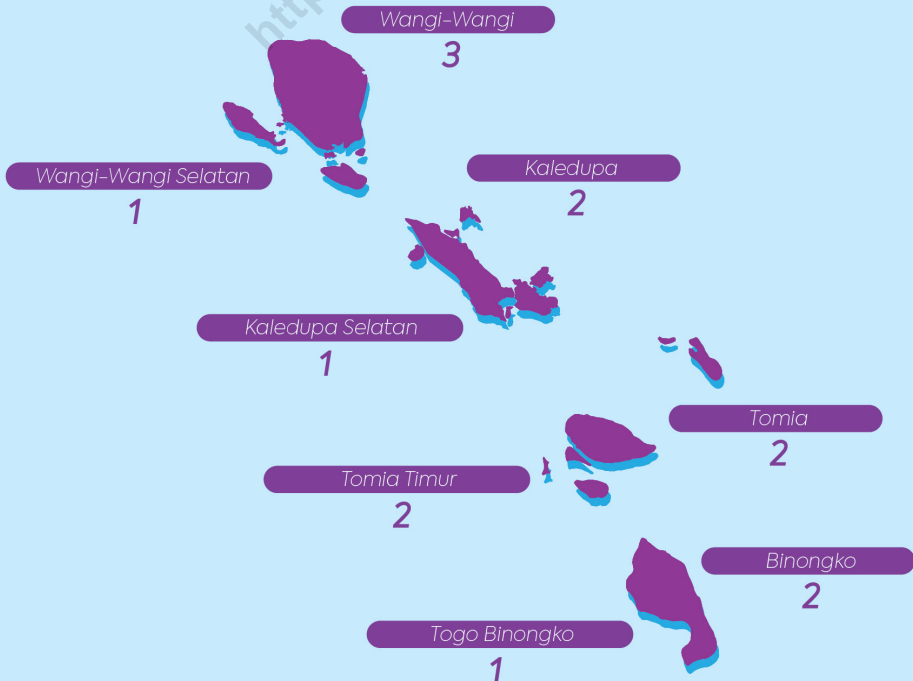 Wangi-Wangi
3
Wangi-Wangi Selatan
1
Kaledupa
2
Kaledupa Selatan
1
Tomia
2
Tomia Timur
2
Binongko
2
Togo Binongko
1
http